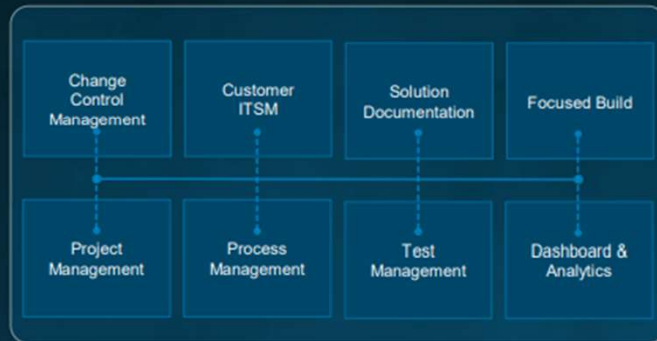 Change
Control
Management
Customer
ITSM
Solution
Documentation
Focused Build
Project
Management
Process
Management
Test
Management
Dashboard &
Analytics